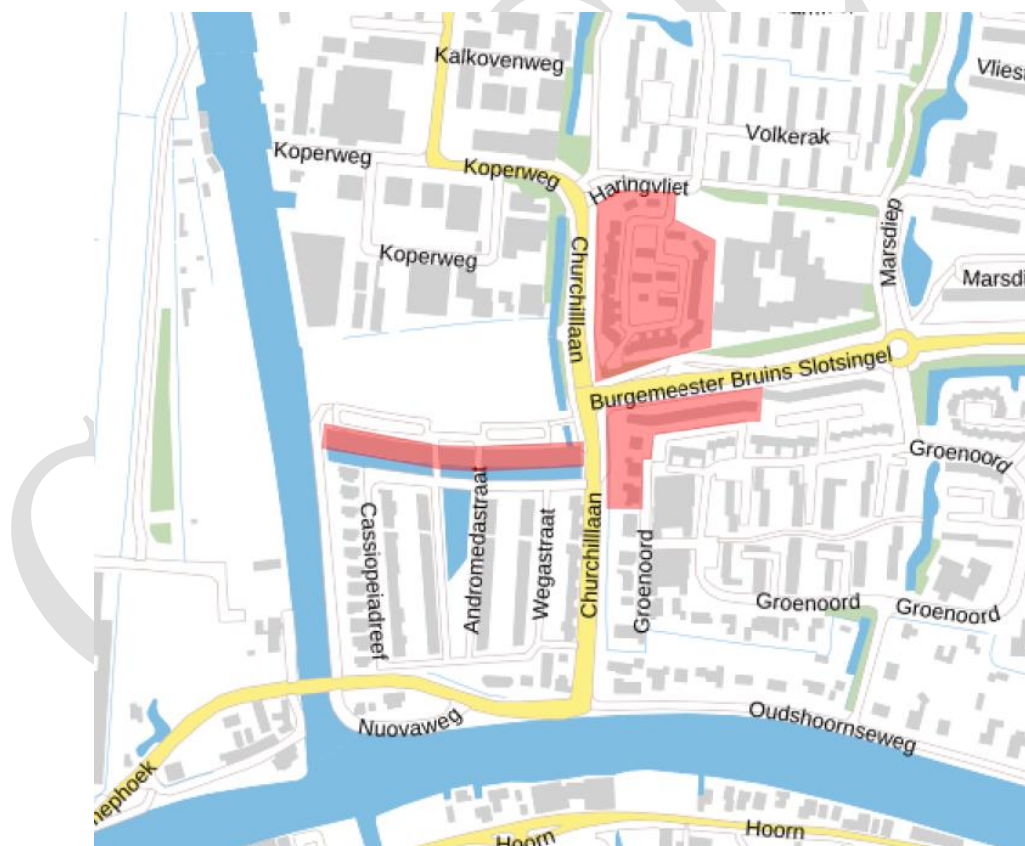 Kalkovenweg
Vliest
Volkerak
Koperweg
Koperweg
Haringvliet
Marsdiep
Koperweg
Churchilllaan
Marsdi
Burgemeester Bruins Slotsingel
Groenoord
Cassiopeiadreef
Andromedastraat
Wegastraat
Churchilllaan
Groenoord
Groenoord
Groenoord
Nuovaweg
Oudshoornseweg
nephoek
Hoorn
Hoorn